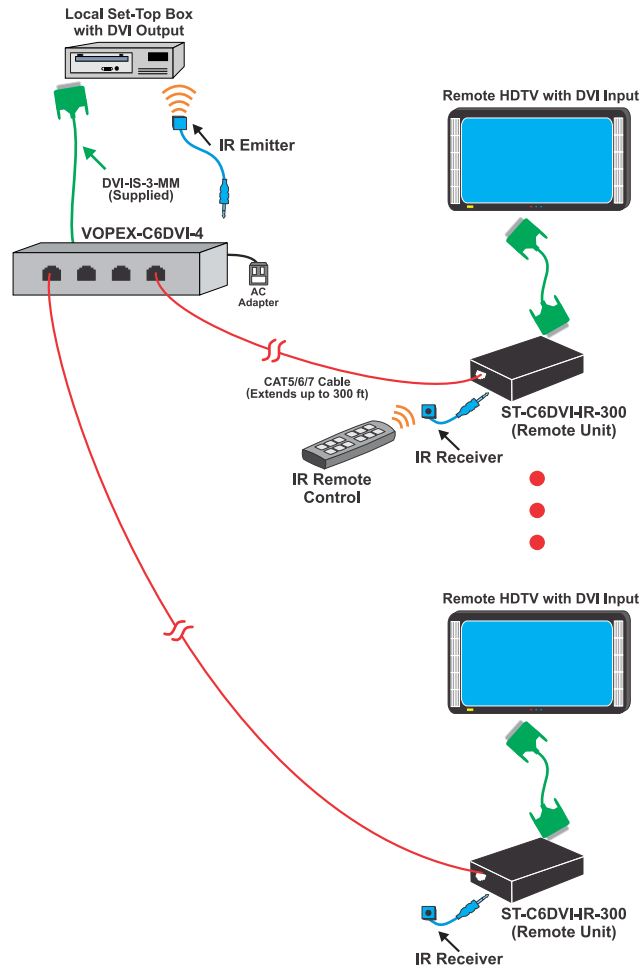 Local Set-Top Box
with DVI Output
IR Emitter
DVI-IS-3-MM
(Supplied)
VOPEX-C6DVI-4
AC
Adapter
Remote HDTV with DVI Input
CAT5/6/7 Cable
(Extends up to 300 ft)
ST-C6DVI-IR-300
(Remote Unit)
IR Receiver
IR Remote
Control
Remote HDTV with DVI Input
ST-C6DVI-IR-300
(Remote Unit)
IR Receiver